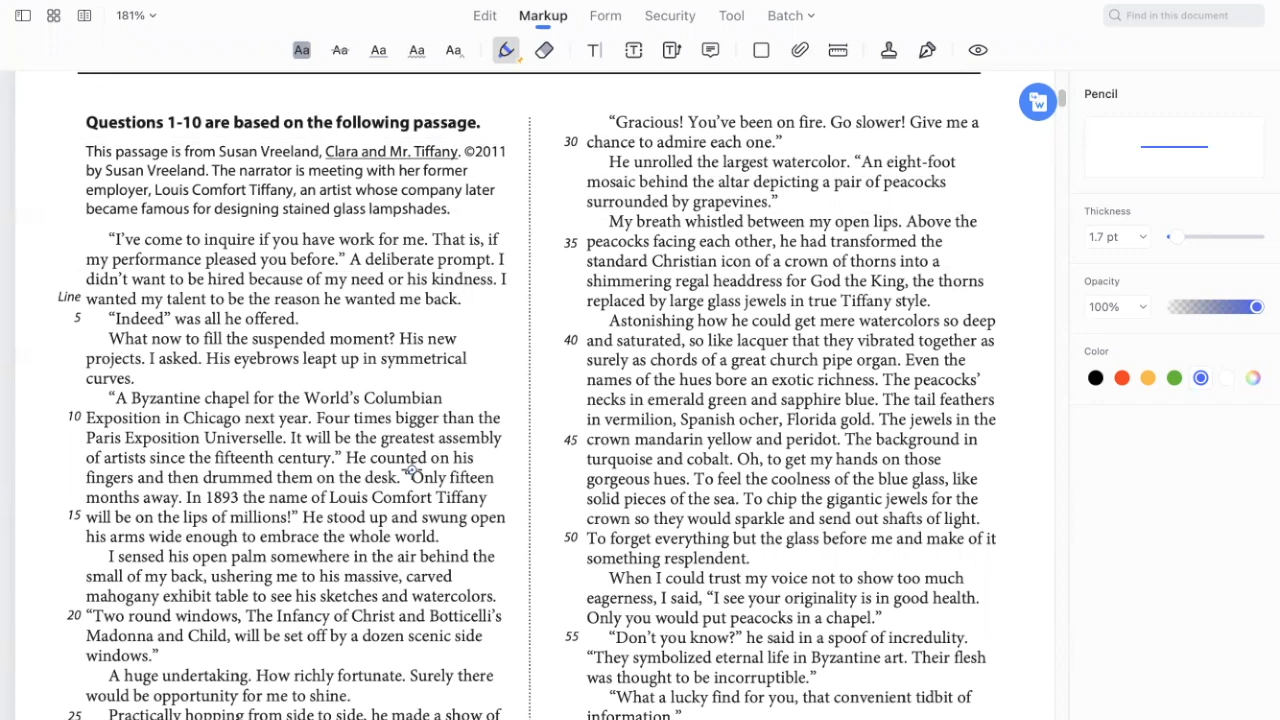 181%
Edit
Markup
Form
Security
Tool
Batch
Find in this document
Aa Aa Aa Aa Aa
Pencil
Thickness
1.7 pt
Opacity
100%
Color
Questions 1-10 are based on the following passage.
This passage is from Susan Vreeland, Clara and Mr. Tiffany. ©2011
by Susan Vreeland. The narrator is meeting with her former
employer, Louis Comfort Tiffany, an artist whose company later
became famous for designing stained glass lampshades.
“I’ve come to inquire if you have work for me. That is, if
my performance pleased you before.” A deliberate prompt. I
didn’t want to be hired because of my need or his kindness. I
Line wanted my talent to be the reason he wanted me back.
5 “Indeed” was all he offered.
What now to fill the suspended moment? His new
projects. I asked. His eyebrows leapt up in symmetrical
curves.
“A Byzantine chapel for the World’s Columbian
10 Exposition in Chicago next year. Four times bigger than the
Paris Exposition Universelle. It will be the greatest assembly
of artists since the fifteenth century.” He counted on his
fingers and then drummed them on the desk. “Only fifteen
months away. In 1893 the name of Louis Comfort Tiffany
15 will be on the lips of millions!” He stood up and swung open
his arms wide enough to embrace the whole world.
I sensed his open palm somewhere in the air behind the
small of my back, ushering me to his massive, carved
mahogany exhibit table to see his sketches and watercolors.
20 “Two round windows, The Infancy of Christ and Botticelli’s
Madonna and Child, will be set off by a dozen scenic side
windows.”
A huge undertaking. How richly fortunate. Surely there
would be opportunity for me to shine.
25 Practically hopping from side to side, he made a show of
“Gracious! You’ve been on fire. Go slower! Give me a
30 chance to admire each one.”
He unrolled the largest watercolor. “An eight-foot
mosaic behind the altar depicting a pair of peacocks
surrounded by grapevines.”
My breath whistled between my open lips. Above the
35 peacocks facing each other, he had transformed the
standard Christian icon of a crown of thorns into a
shimmering regal headdress for God the King, the thorns
replaced by large glass jewels in true Tiffany style.
Astonishing how he could get mere watercolors so deep
40 and saturated, so like lacquer that they vibrated together as
surely as chords of a great church pipe organ. Even the
names of the hues bore an exotic richness. The peacocks’
necks in emerald green and sapphire blue. The tail feathers
in vermilion, Spanish ocher, Florida gold. The jewels in the
45 crown mandarin yellow and peridot. The background in
turquoise and cobalt. Oh, to get my hands on those
gorgeous hues. To feel the coolness of the blue glass, like
solid pieces of the sea. To chip the gigantic jewels for the
crown so they would sparkle and send out shafts of light.
50 To forget everything but the glass before me and make of it
something resplendent.
When I could trust my voice not to show too much
eagerness, I said, “I see your originality is in good health.
Only you would put peacocks in a chapel.”
55 “Don’t you know?” he said in a spoof of incredulity.
“They symbolized eternal life in Byzantine art. Their flesh
was thought to be incorruptible.”
“What a lucky find for you, that convenient tidbit of
information.”